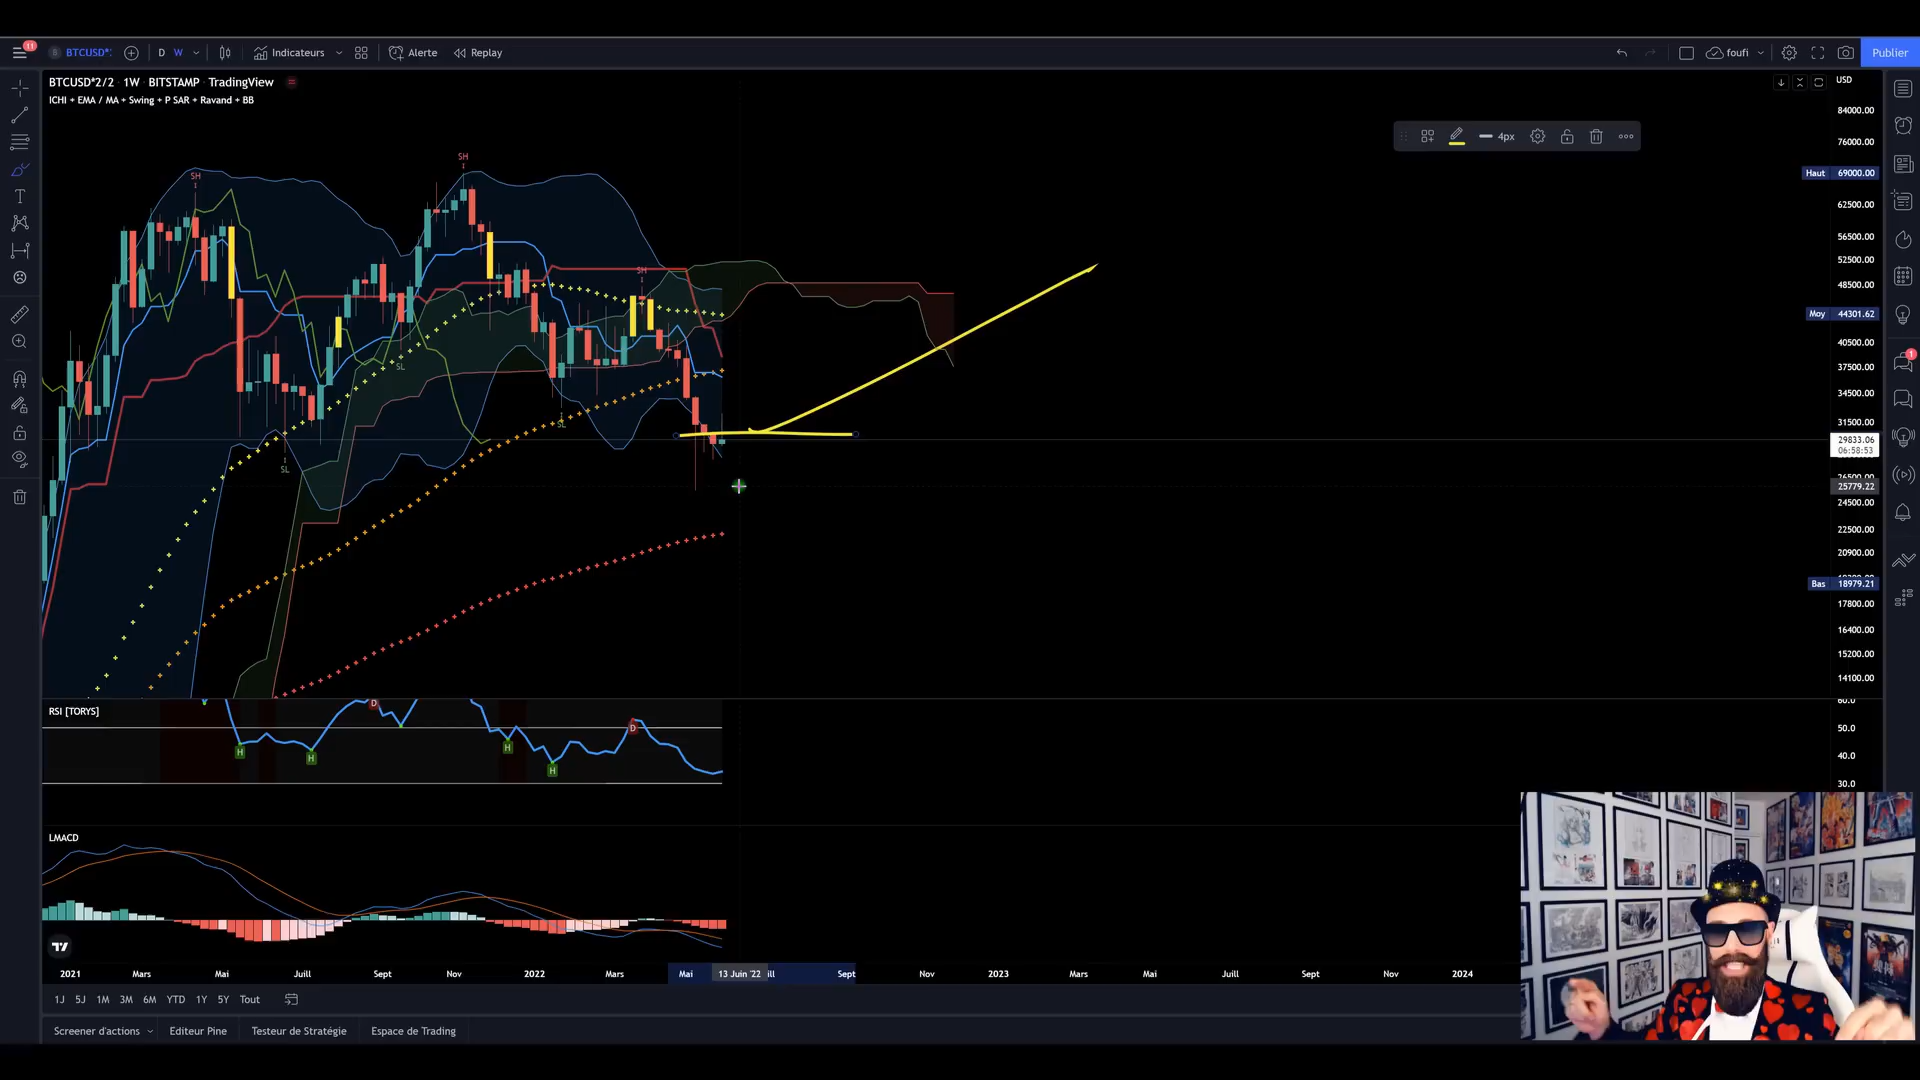 11 BTCUSD*: D W Indicateurs Alerte Replay foufi Publier
BTCUSD*2/2 · 1W · BITSTAMP · TradingView
ICHI + EMA / MA + Swing + P SAR + Ravand + BB
USD
84000.00
4px
76000.00
SH
SH
Haut 69000.00
62500.00
56500.00
52500.00
SH
48500.00
Moy 44301.62
40500.00
SL
37500.00
34500.00
SL
31500.00
29833.06
06:58:53
SL
25779.22
24500.00
22500.00
20900.00
Bas 18979.21
17800.00
16400.00
15200.00
14100.00
RSI [TORYS]
D
60.0
D
50.0
H
H
H
40.0
H
30.0
LMACD
2021 Mars Mai Juill Sept Nov 2022 Mars Mai 13 Juin '22 ill Sept Nov 2023 Mars Mai Juill Sept Nov 2024
1J 5J 1M 3M 6M YTD 1Y 5Y Tout
Screener d'actions Editeur Pine Testeur de Stratégie Espace de Trading
1